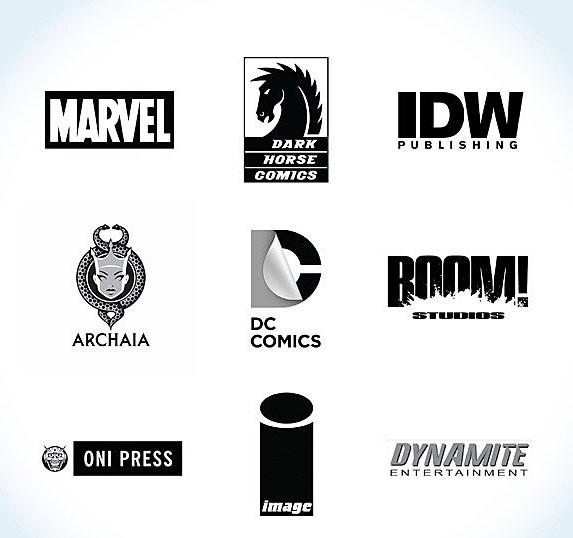 MARVEL
DARK
HORSE
COMICS
IDW
PUBLISHING
ARCHAIA
DC
COMICS
BOOM!
STUDIOS
ONI PRESS
image
DYNAMITE
ENTERTAINMENT